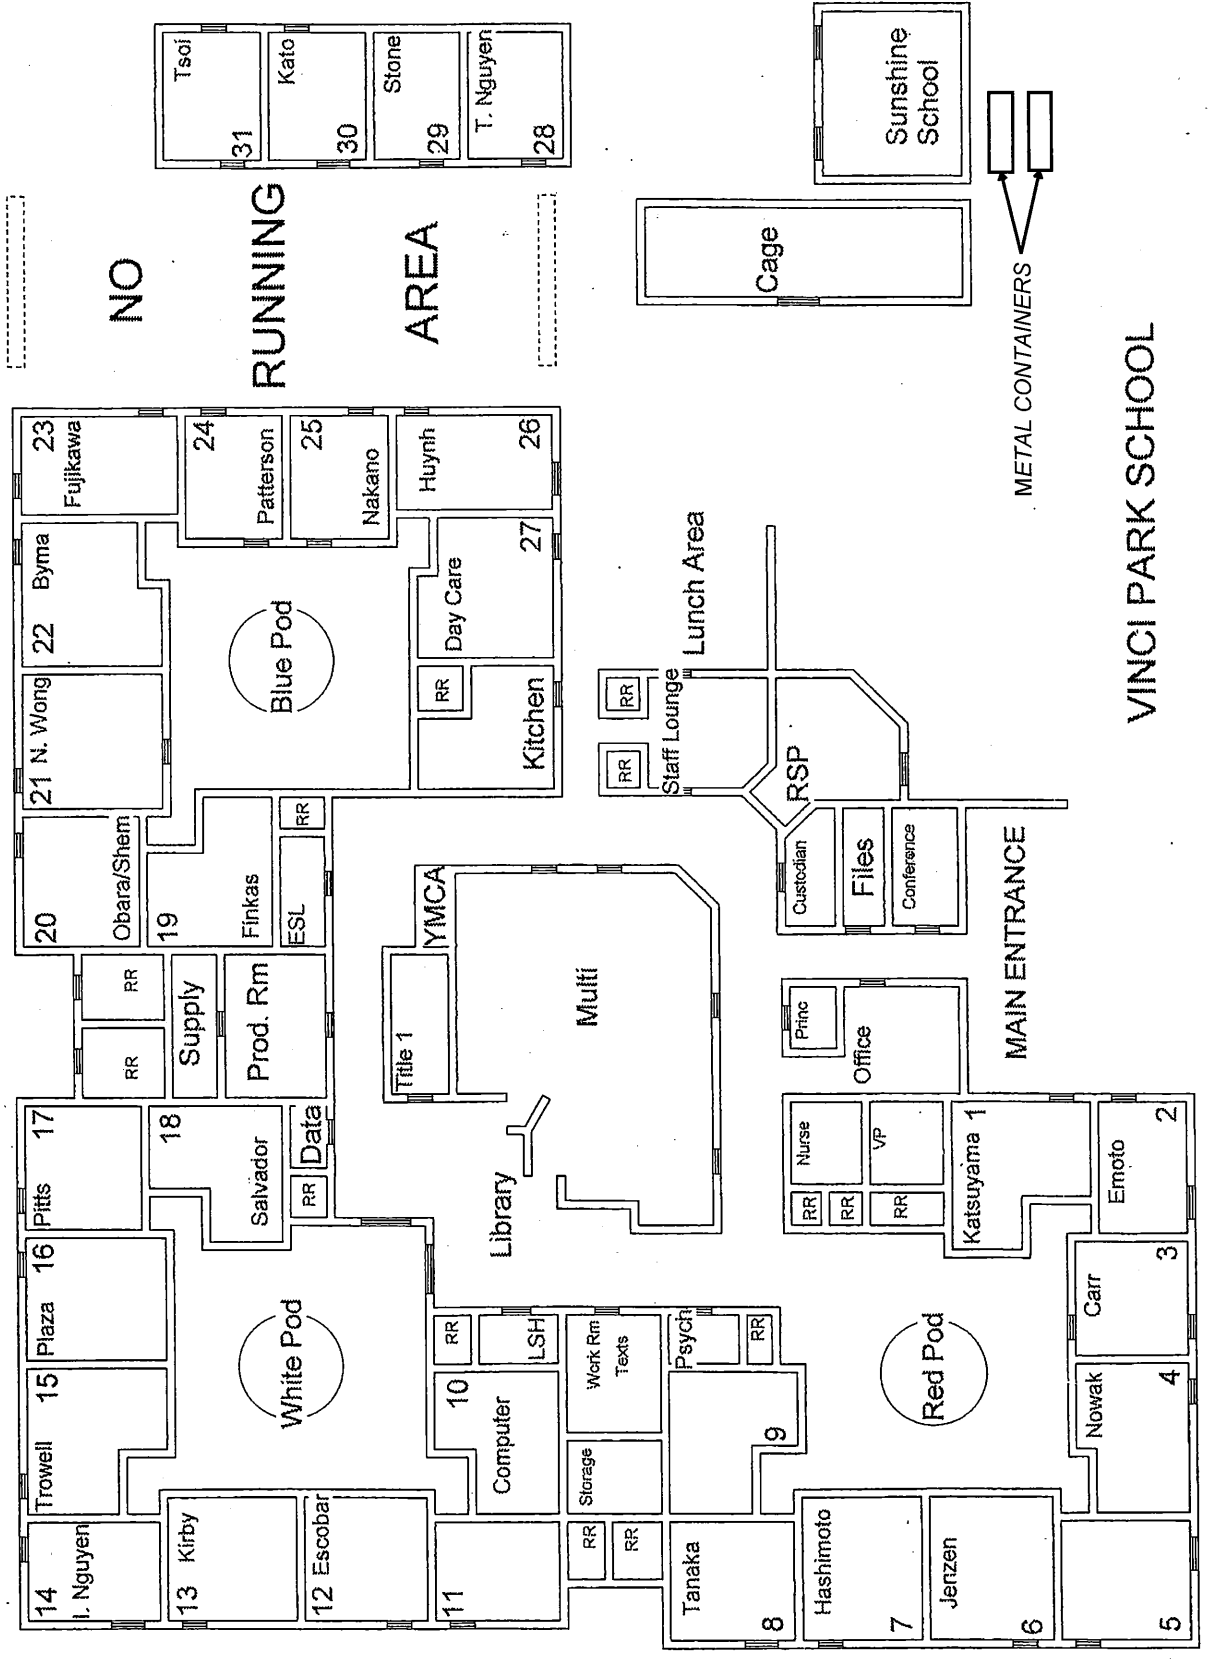 14
I. Nguyen
Trowell
15
Plaza
16
Pitts
17
13 Kirby
12 Escobar
11
White Pod
18
Salvador
RR
Data
RR
RR
Supply
Prod. Rm
20
Obara/Shem
21 N. Wong
22 Byma
23
Fujikawa
19
Finkas
ESL
RR
Blue Pod
24
Patterson
25
Nakano
Huynh
26
Day Care
27
RR
Kitchen
NO
RUNNING
AREA
Tsoi
31
Kato
30
Stone
29
T. Nguyen
28
10
Computer
RR
LSH
Storage
Work Rm
Texts
RR
RR
Psych
RR
9
Library
Title 1
YMCA
Multi
RR
RR
Staff Lounge
Lunch Area
RSP
Custodian
Files
Conference
Cage
Sunshine
School
METAL CONTAINERS
Tanaka
8
Hashimoto
7
Jenzen
6
5
Red Pod
Nowak
4
Carr
3
Emoto
2
Katsuyama 1
RR
RR
RR
Nurse
VP
Princ
Office
MAIN ENTRANCE
VINCI PARK SCHOOL